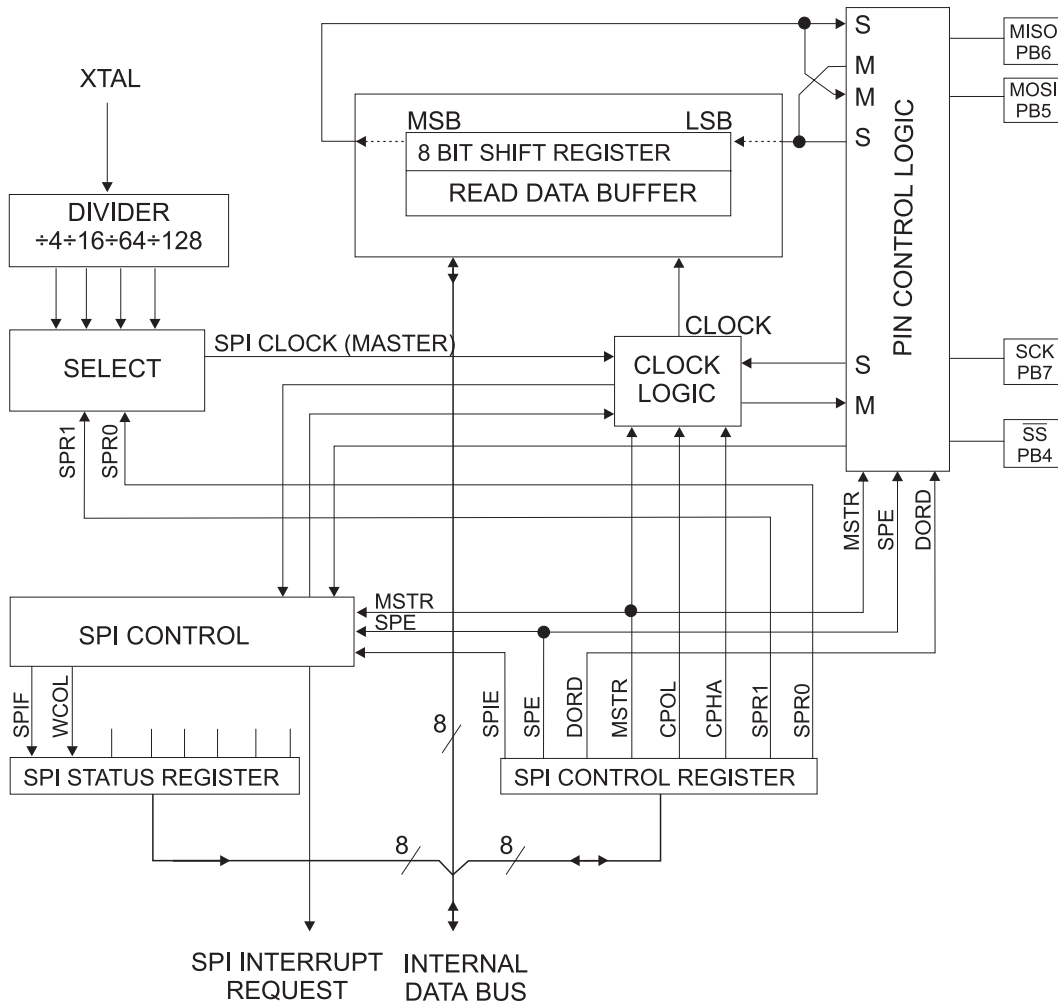 S
MISO
PB6
M
M
MOSI
PB5
XTAL
MSB
LSB
S
8 BIT SHIFT REGISTER
READ DATA BUFFER
PIN CONTROL LOGIC
DIVIDER
÷4÷16÷64÷128
CLOCK
SPI CLOCK (MASTER)
SELECT
CLOCK
LOGIC
S
M
SCK
PB7
SS
PB4
SPR1
SPR0
MSTR
SPE
DORD
MSTR
SPE
SPI CONTROL
SPIF
WCOL
8
SPIE
SPE
DORD
MSTR
CPOL
CPHA
SPR1
SPR0
SPI STATUS REGISTER
SPI CONTROL REGISTER
8
8
SPI INTERRUPT
REQUEST
INTERNAL
DATA BUS